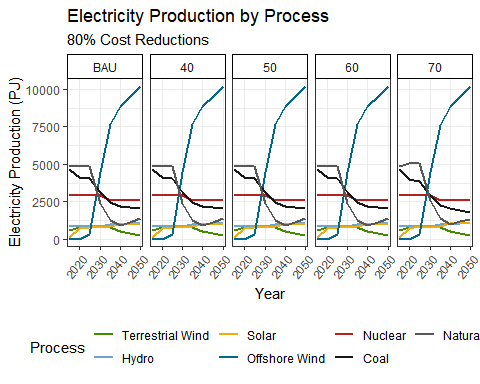 Electricity Production by Process
80% Cost Reductions
BAU 40 50 60 70
Electricity Production (PJ)
10000
7500
5000
2500
0
2020 2030 2040 2050 2020 2030 2040 2050 2020 2030 2040 2050 2020 2030 2040 2050 2020 2030 2040 2050
Year
Process
Terrestrial Wind Solar Nuclear Natura
Hydro Offshore Wind Coal